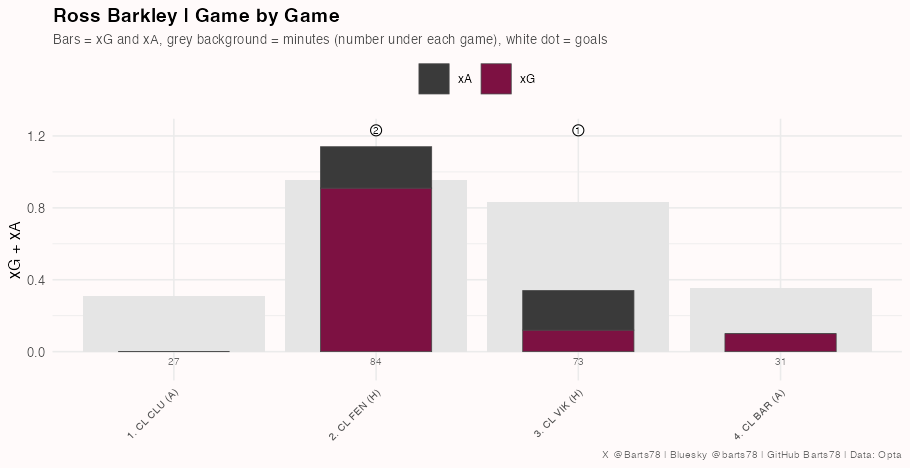 Ross Barkley | Game by Game
Bars = xG and xA, grey background = minutes (number under each game), white dot = goals
xA xG
xG + xA
1.2
0.8
0.4
0.0
2 1
27 84 73 31
1. CL CLU (A)
2. CL FEN (H)
3. CL VIK (H)
4. CL BAR (A)
X @Barts78 | Bluesky @barts78 | GitHub Barts78 | Data: Opta